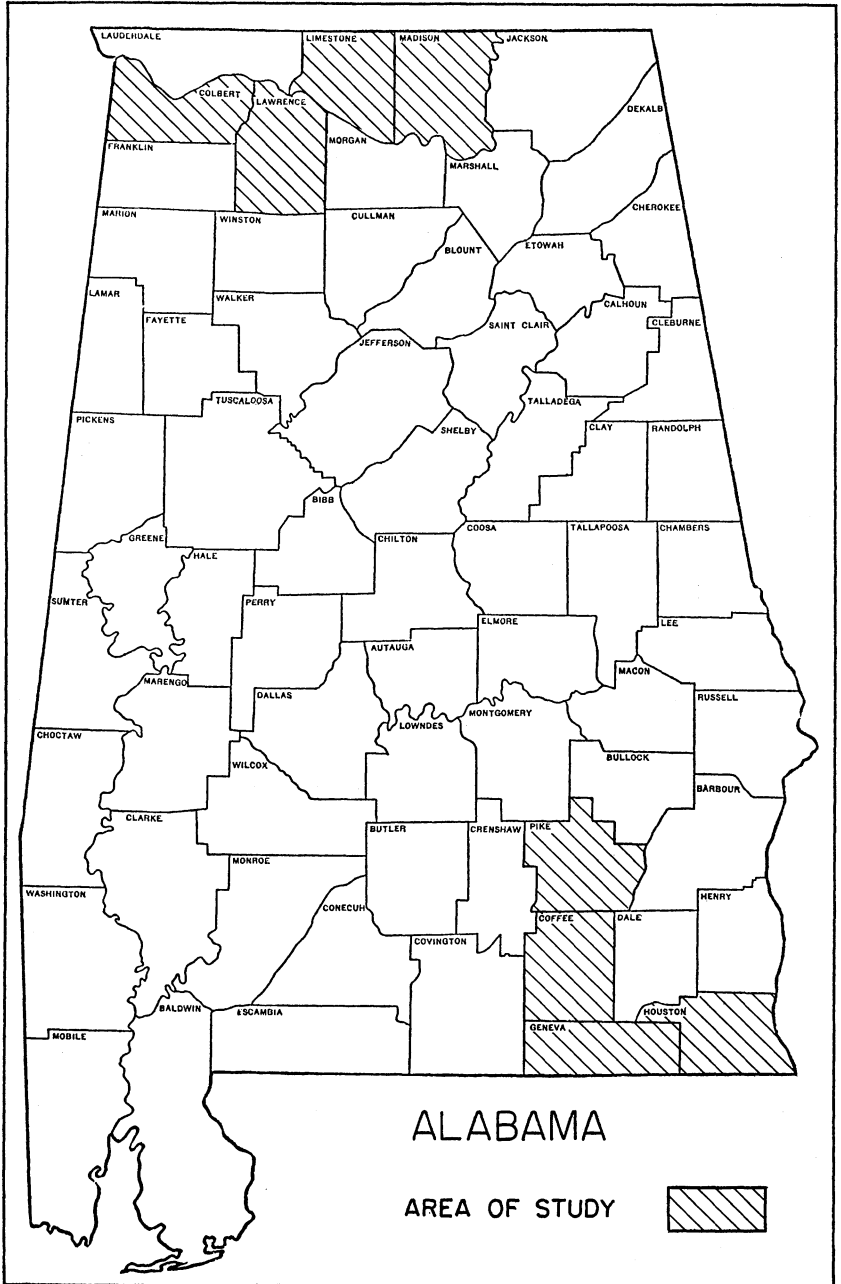 LAUDERDALE
LIMESTONE
MADISON
JACKSON
COLBERT
LAWRENCE
DEKALB
FRANKLIN
MORGAN
MARSHALL
MARION
WINSTON
CULLMAN
CHEROKEE
BLOUNT
ETOWAH
LAMAR
WALKER
CALHOUN
FAYETTE
SAINT CLAIR
CLEBURNE
JEFFERSON
TUSCALOOSA
TALLADEGA
PICKENS
SHELBY
CLAY
RANDOLPH
BIBB
GREENE
HALE
CHILTON
COOSA
TALLAPOOSA
CHAMBERS
SUMTER
PERRY
ELMORE
LEE
AUTAUGA
MACON
MARENGO
DALLAS
RUSSELL
LOWNDES
MONTGOMERY
CHOCTAW
WILCOX
BULLOCK
BARBOUR
CLARKE
BUTLER
CRENSHAW
PIKE
MONROE
WASHINGTON
CONECUH
HENRY
COFFEE
DALE
COVINGTON
BALDWIN
ESCAMBIA
HOUSTON
GENEVA
MOBILE
ALABAMA
AREA OF STUDY